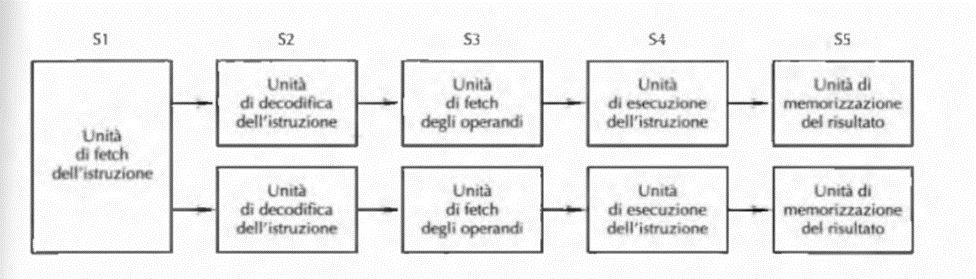 S1
S2
S3
S4
S5
Unità
di fetch
dell'istruzione
Unità
di decodifica
dell'istruzione
Unità
di fetch
degli operandi
Unità
di esecuzione
dell'istruzione
Unità di
memorizzazione
del risultato
Unità
di decodifica
dell'istruzione
Unità
di fetch
degli operandi
Unità
di esecuzione
dell'istruzione
Unità di
memorizzazione
del risultato